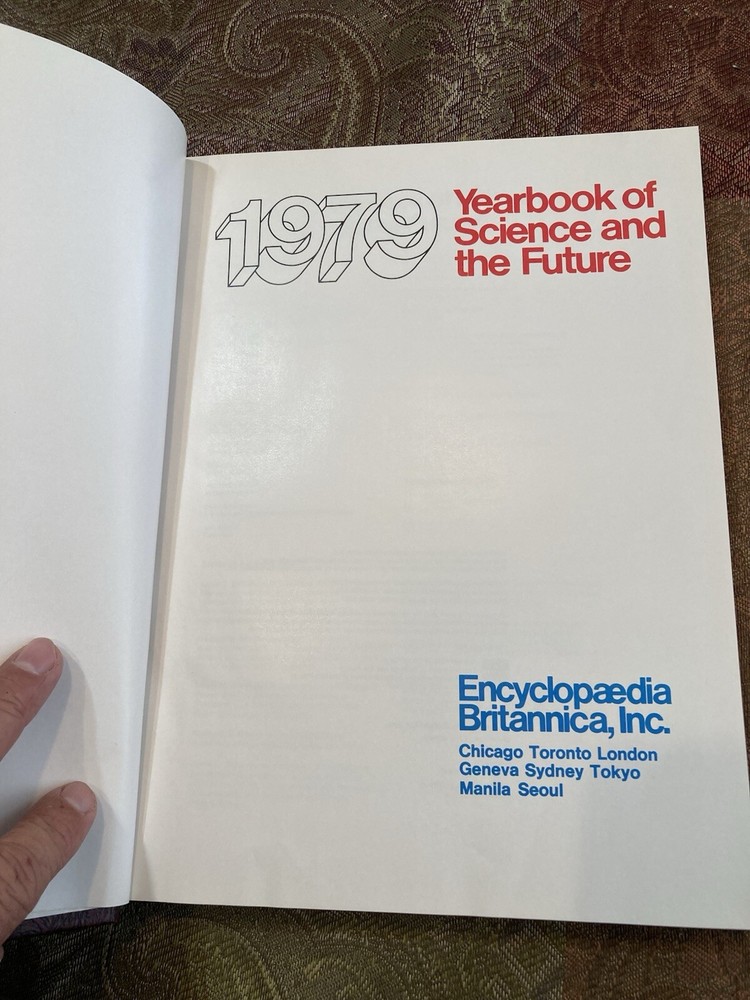 1979
Yearbook of
Science and
the Future
Encyclopædia
Britannica, Inc.
Chicago Toronto London
Geneva Sydney Tokyo
Manila Seoul